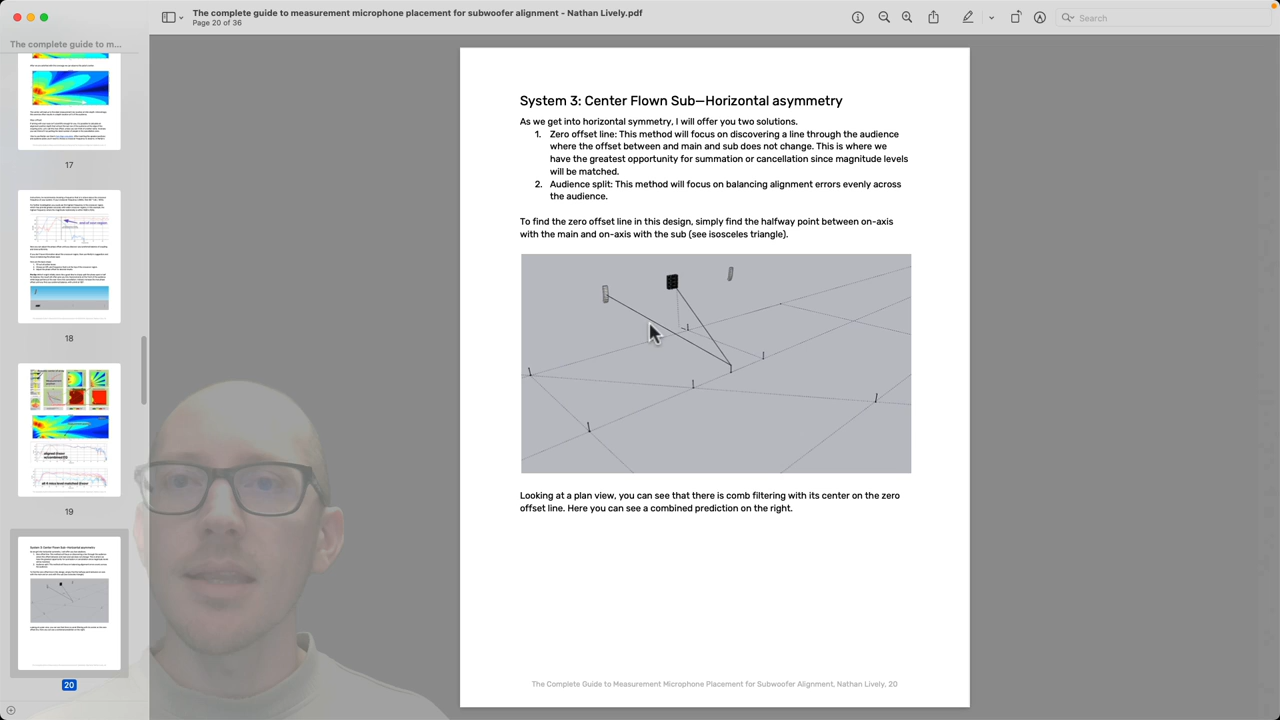 The complete guide to measurement microphone placement for subwoofer alignment - Nathan Lively.pdf
Page 20 of 36
Search
The complete guide to m...
17
18
19
20
System 3: Center Flown Sub—Horizontal asymmetry
As we get into horizontal symmetry, I will offer you two solutions.
1. Zero offset line: This method will focus on discovering a line through the audience
where the offset between and main and sub does not change. This is where we
have the greatest opportunity for summation or cancellation since magnitude levels
will be matched.
2. Audience split: This method will focus on balancing alignment errors evenly across
the audience.
To find the zero offset line in this design, simply find the halfway point between on-axis
with the main and on-axis with the sub (see isosceles triangle).
Looking at a plan view, you can see that there is comb filtering with its center on the zero
offset line. Here you can see a combined prediction on the right.
The Complete Guide to Measurement Microphone Placement for Subwoofer Alignment, Nathan Lively, 20